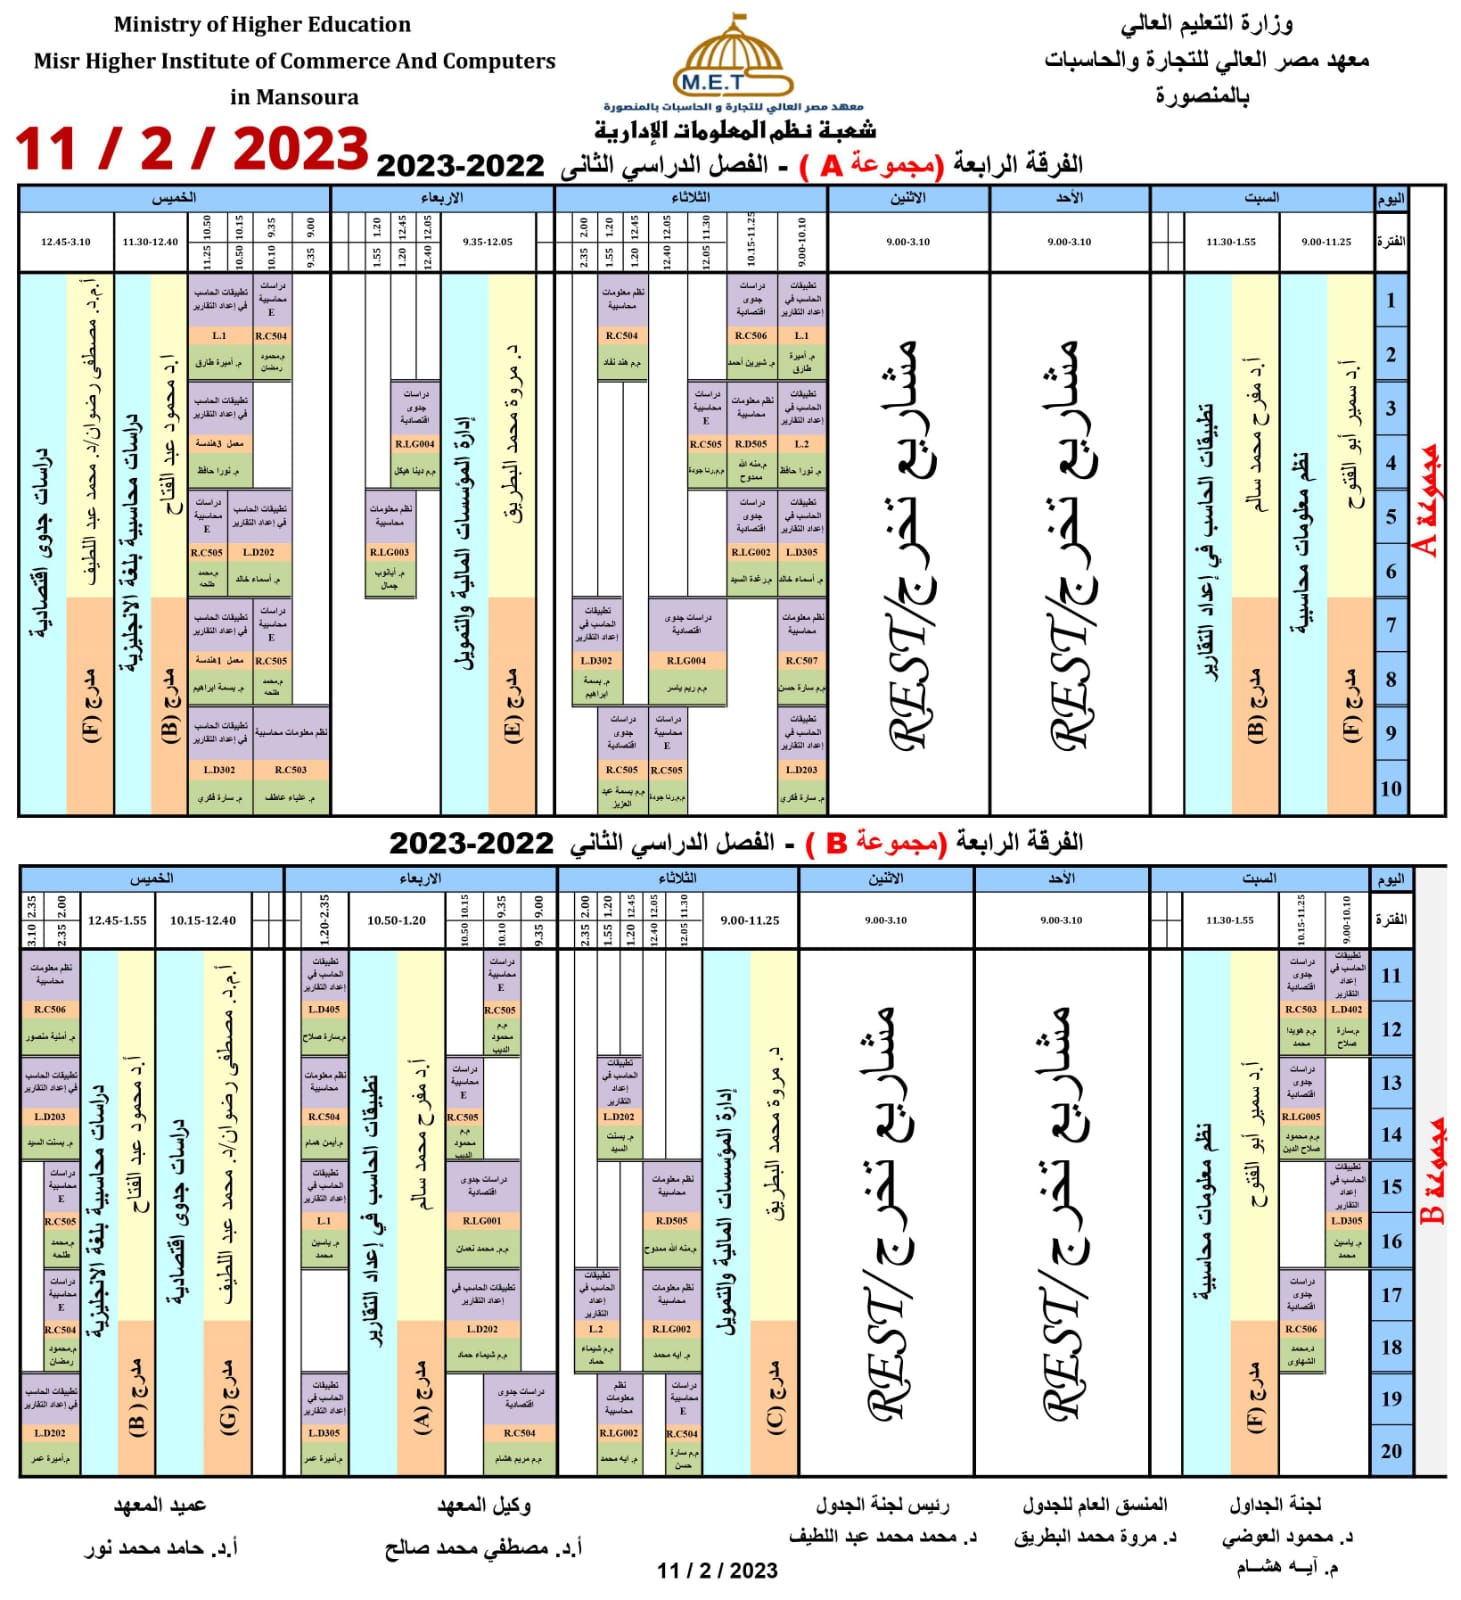 Ministry of Higher Education
Misr Higher Institute of Commerce And Computers
in Mansoura
M.E.T
معهد مصر العالي للتجارة و الحاسبات بالمنصورة
شعبة نظم المعلومات الإدارية
وزارة التعليم العالي
معهد مصر العالي للتجارة والحاسبات
بالمنصورة
11 / 2 / 2023
الفرقة الرابعة (مجموعة A ) - الفصل الدراسي الثاني 2022-2023
اليوم السبت الأحد الاثنين الثلاثاء الاربعاء الخميس
الفترة
9.00-11.25
11.30-1.55
9.00-3.10
9.00-3.10
9.00-10.10
10.15-11.25
11.30 12.05
12.05 12.40
12.45 1.20
1.20 1.55
2.00 2.35
9.35-12.05
12.05 12.40
12.45 1.20
1.20 1.55
9.00 9.35
9.35 10.10
10.15 10.50
10.50 11.25
11.30-12.40
12.45-3.10
مجموعة A
1
2
3
4
5
6
7
8
9
10
أ.د سمير أبو الفتوح
مدرج (F)
نظم معلومات محاسبية
أ.د مفرح محمد سالم
مدرج (B)
تطبيقات الحاسب في إعداد التقارير
مشاريع تخرج/REST
مشاريع تخرج/REST
تطبيقات الحاسب في إعداد التقارير
L.1
م. أميرة طارق
دراسات جدوى اقتصادية
R.C506
م. شيرين أحمد
نظم معلومات محاسبية
R.C504
م.م هند نفاد
تطبيقات الحاسب في إعداد التقارير
L.2
م. نورا حافظ
نظم معلومات محاسبية
R.D505
م.منه الله ممدوح
دراسات محاسبية E
R.C505
م.م.رنا جودة
تطبيقات الحاسب في إعداد التقارير
L.D305
م. أسماء خالد
دراسات جدوى اقتصادية
R.LG002
م.رغدة السيد
نظم معلومات محاسبية
R.C507
م.م سارة حسن
دراسات جدوى اقتصادية
R.LG004
م.م ريم ياسر
تطبيقات الحاسب في إعداد التقارير
L.D302
م. بسمة ابراهيم
تطبيقات الحاسب في إعداد التقارير
L.D203
م. سارة فكري
دراسات محاسبية E
R.C505
م.م.رنا جودة
دراسات جدوى اقتصادية
R.C505
م.م بسمة عبد العزيز
د. مروة محمد البطريق
مدرج (E)
إدارة المؤسسات المالية والتمويل
دراسات جدوى اقتصادية
R.LG004
م.م دينا هيكل
نظم معلومات محاسبية
R.LG003
م. أبانوب جمال
دراسات محاسبية E
R.C504
م.محمود رمضان
تطبيقات الحاسب في إعداد التقارير
L.1
م. أميرة طارق
تطبيقات الحاسب في إعداد التقارير
معمل 3هندسة
م. نورا حافظ
تطبيقات الحاسب في إعداد التقارير
L.D202
م. أسماء خالد
دراسات محاسبية E
R.C505
م.محمد طلحه
دراسات محاسبية E
R.C505
م.محمد طلحه
تطبيقات الحاسب في إعداد التقارير
معمل 1هندسة
م. بسمة ابراهيم
نظم معلومات محاسبية
R.C503
م. علياء عاطف
تطبيقات الحاسب في إعداد التقارير
L.D302
م. سارة فكري
ا.د محمود عبد الفتاح
مدرج (B)
دراسات محاسبية بلغة الانجليزية
أ.م.د. مصطفى رضوان/د. محمد عبد اللطيف
مدرج (F)
دراسات جدوى اقتصادية
الفرقة الرابعة (مجموعة B ) - الفصل الدراسي الثاني 2022-2023
اليوم السبت الأحد الاثنين الثلاثاء الاربعاء الخميس
الفترة
9.00-10.10
10.15-11.25
11.30-1.55
9.00-3.10
9.00-3.10
9.00-11.25
11.30 12.05
12.05 12.40
12.45 1.20
1.20 1.55
2.00 2.35
9.00 9.35
9.35 10.10
10.15 10.50
10.50-1.20
1.20-2.35
10.15-12.40
12.45-1.55
2.00 2.35
2.35 3.10
مجموعة B
11
12
13
14
15
16
17
18
19
20
تطبيقات الحاسب في إعداد التقارير
L.D402
م.سارة صلاح
دراسات جدوى اقتصادية
R.C503
م.م هويدا محمد
دراسات جدوى اقتصادية
R.LG005
م.م محمود صلاح الدين
تطبيقات الحاسب في إعداد التقارير
L.D305
م. ياسين محمد
دراسات جدوى اقتصادية
R.C506
د.محمد الشهاوى
أ.د سمير أبو الفتوح
مدرج (F)
نظم معلومات محاسبية
مشاريع تخرج/REST
مشاريع تخرج/REST
د. مروة محمد البطريق
مدرج (C)
إدارة المؤسسات المالية والتمويل
تطبيقات الحاسب في إعداد التقارير
L.D202
م. بسنت السيد
نظم معلومات محاسبية
R.D505
م.منه الله ممدوح
نظم معلومات محاسبية
R.LG002
م. ايه محمد
تطبيقات الحاسب في إعداد التقارير
L.2
م.م شيماء حماد
دراسات محاسبية E
R.C504
م.م سارة حسن
نظم معلومات محاسبية
R.LG002
م. ايه محمد
دراسات محاسبية E
R.C505
م.م محمود الديب
دراسات محاسبية E
R.C505
م.م محمود الديب
دراسات جدوى اقتصادية
R.LG001
م.م. محمد نعمان
تطبيقات الحاسب في إعداد التقارير
L.D202
م.م شيماء حماد
دراسات جدوى اقتصادية
R.C504
م.م مريم هشام
أ.د مفرح محمد سالم
مدرج (A)
تطبيقات الحاسب في إعداد التقارير
تطبيقات الحاسب في إعداد التقارير
L.D405
م.سارة صلاح
نظم معلومات محاسبية
R.C504
م.أيمن همام
تطبيقات الحاسب في إعداد التقارير
L.1
م. ياسين محمد
تطبيقات الحاسب في إعداد التقارير
L.D305
م.أميرة عمر
أ.م.د. مصطفى رضوان/د. محمد عبد اللطيف
مدرج (G)
دراسات جدوى اقتصادية
أ.د محمود عبد الفتاح
مدرج ( B)
دراسات محاسبية بلغة الانجليزية
نظم معلومات محاسبية
R.C506
م. أمنية منصور
تطبيقات الحاسب في إعداد التقارير
L.D203
م. بسنت السيد
دراسات محاسبية E
R.C505
م.محمد طلحه
دراسات محاسبية E
R.C504
م.محمود رمضان
تطبيقات الحاسب في إعداد التقارير
L.D202
م.أميرة عمر
لجنة الجداول
د. محمود العوضي
م. آيــه هشــام
المنسق العام للجدول
د. مروة محمد البطريق
رئيس لجنة الجدول
د. محمد محمد عبد اللطيف
وكيل المعهد
أ.د. مصطفي محمد صالح
عميد المعهد
أ.د. حامد محمد نور
11 / 2 / 2023